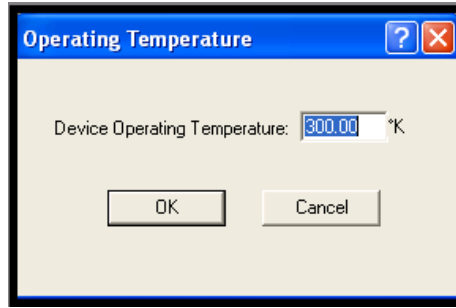 Operating Temperature ?
Device Operating Temperature: 300.00 °K
OK Cancel